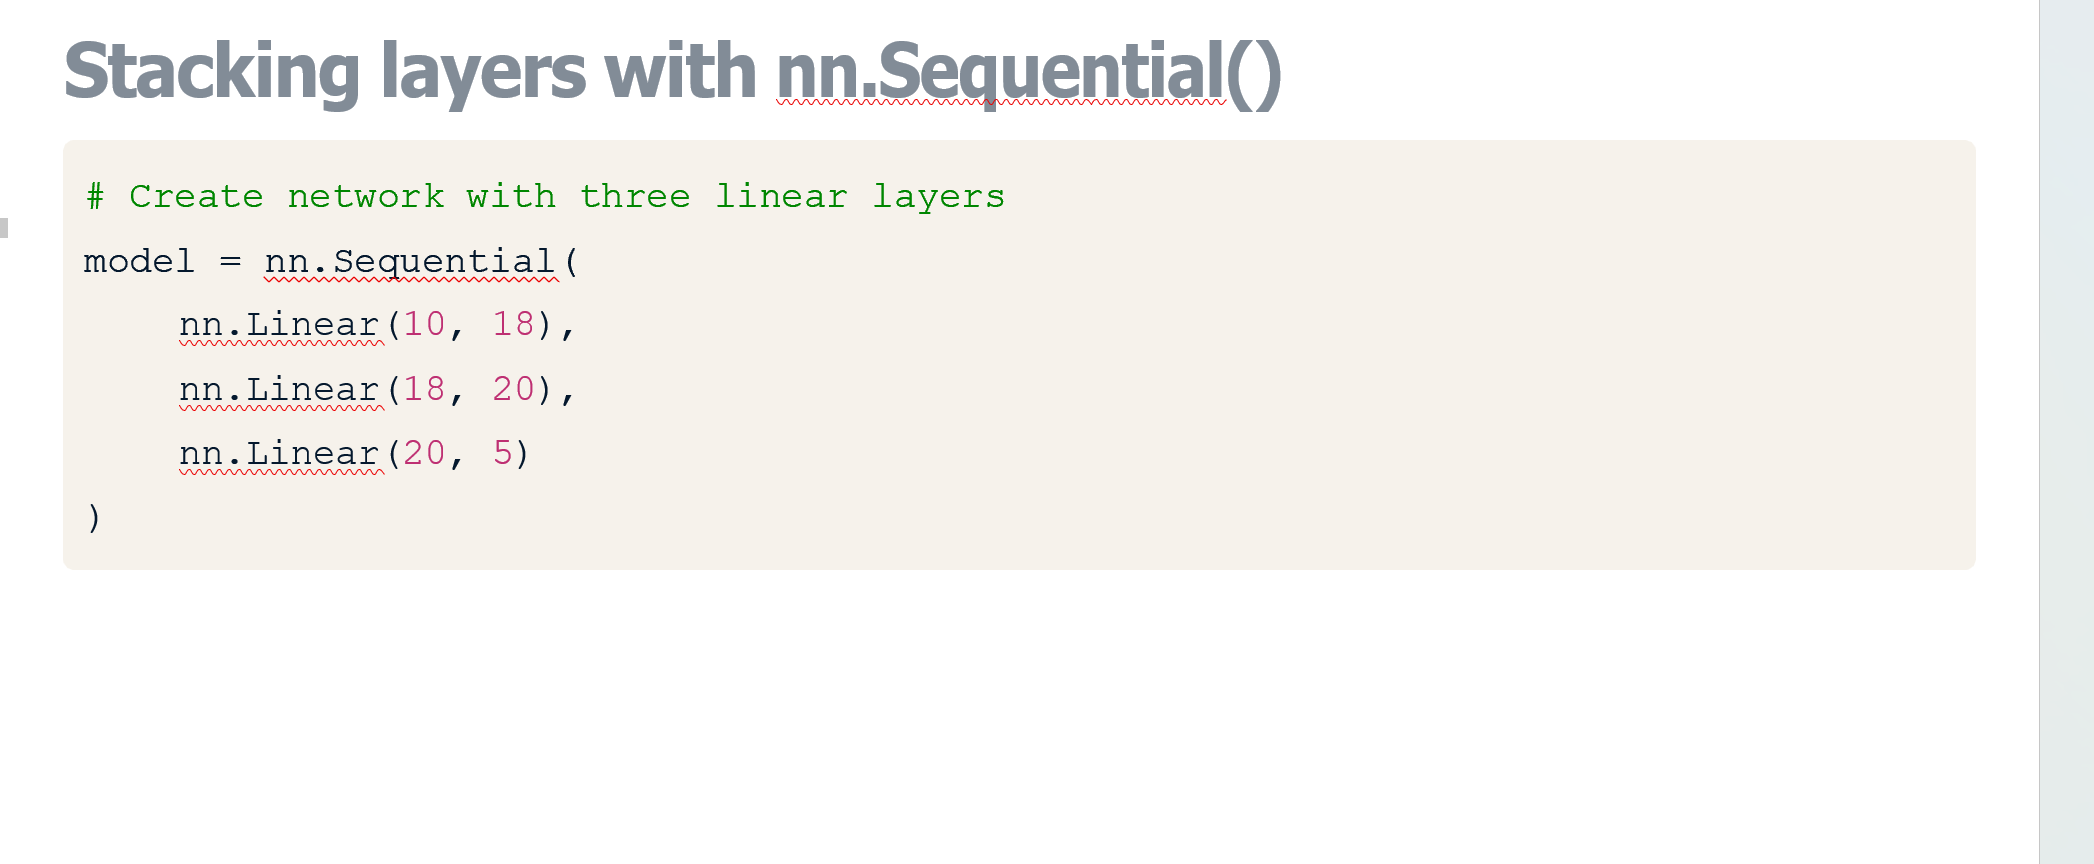 Stacking layers with nn.Sequential()
# Create network with three linear layers
model = nn.Sequential(
    nn.Linear(10, 18),
    nn.Linear(18, 20),
    nn.Linear(20, 5)
)